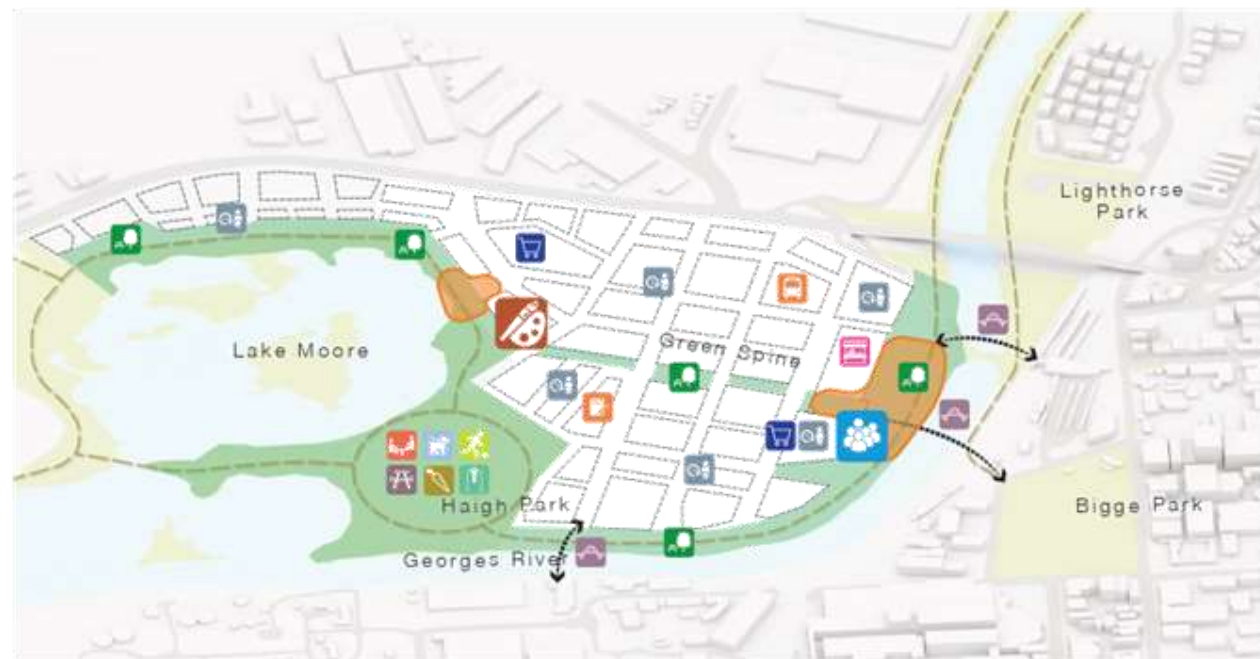 Lighthorse
Park
Lake Moore
Green Spine
Haigh Park
Bigge Park
Georges River